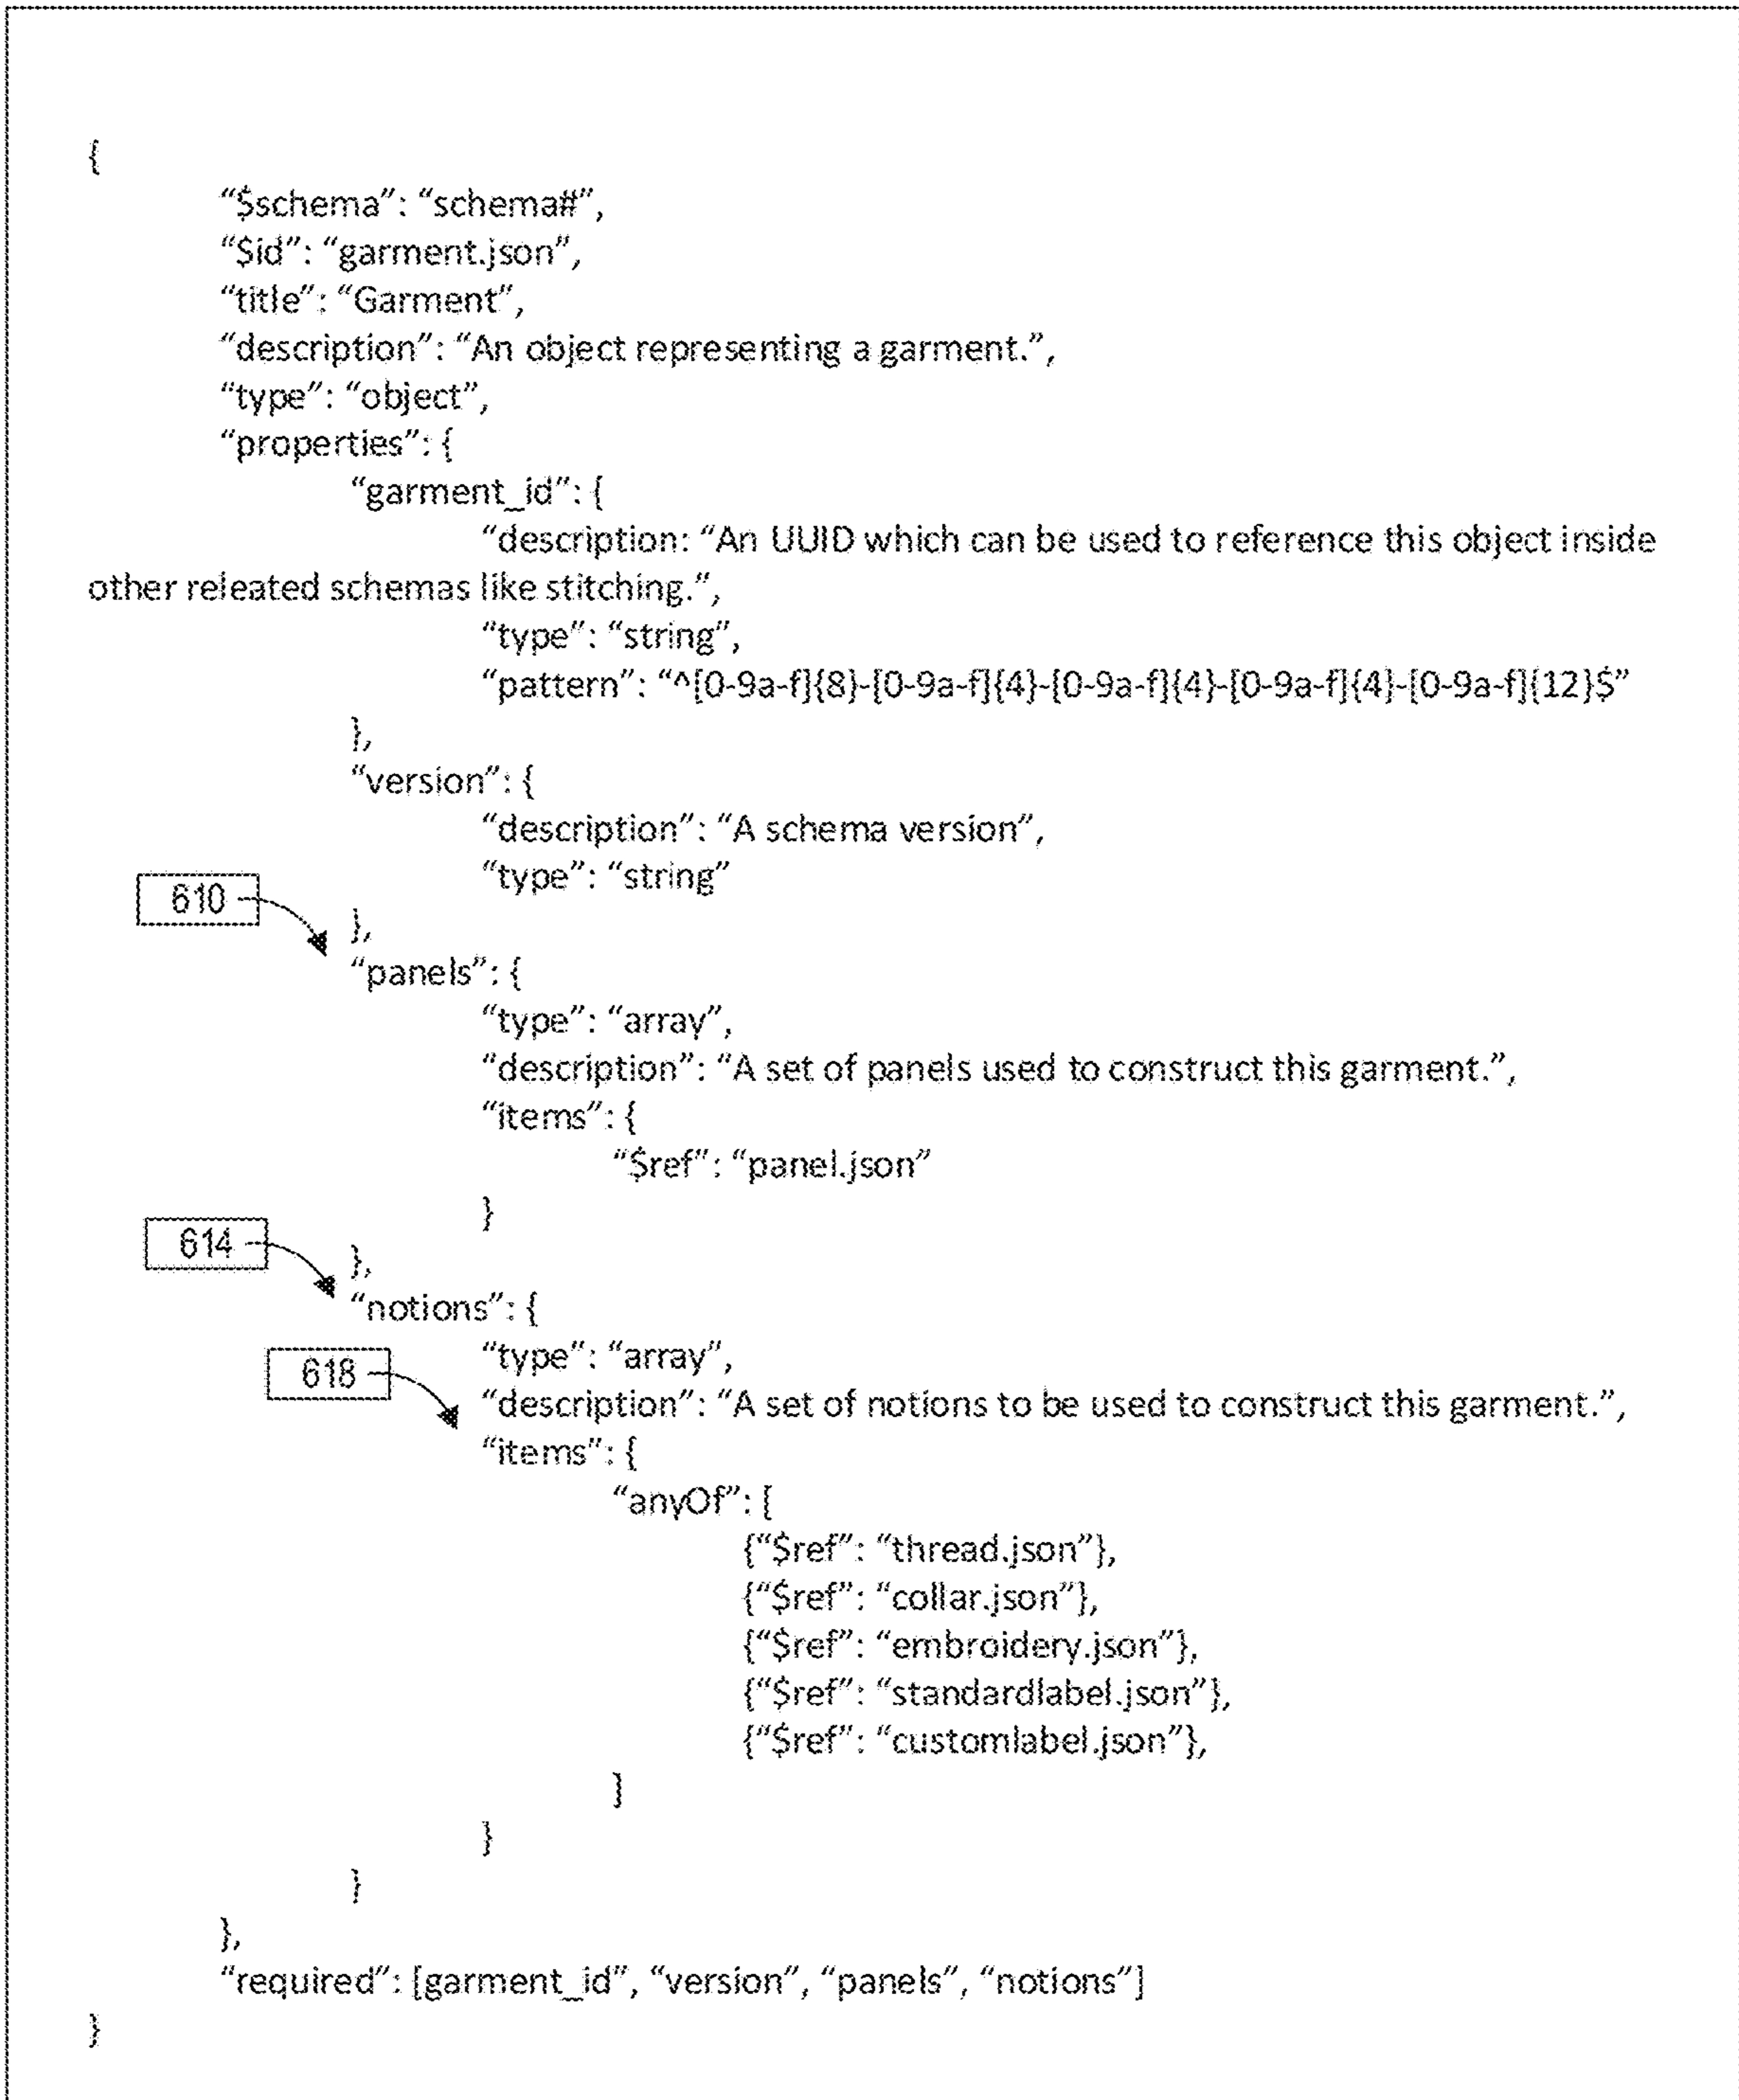 {
“$schema”: “schema#”,
“$id”: “garment.json”,
“title”: “Garment”,
“description”: “An object representing a garment.”,
“type”: “object”,
“properties”: {
“garment_id”: {
“description: “An UUID which can be used to reference this object inside
other releated schemas like stitching.”,
“type”: “string”,
“pattern”: “^[0-9a-f]{8}-[0-9a-f]{4}-[0-9a-f]{4}-[0-9a-f]{4}-[0-9a-f]{12}$”
},
“version”: {
“description”: “A schema version”,
“type”: “string”
610
},
“panels”: {
“type”: “array”,
“description”: “A set of panels used to construct this garment.”,
“items”: {
“$ref”: “panel.json”
}
614
},
“notions”: {
“type”: “array”,
618
“description”: “A set of notions to be used to construct this garment.”,
“items”: {
“anyOf”: [
{“$ref”: “thread.json”},
{“$ref”: “collar.json”},
{“$ref”: “embroidery.json”},
{“$ref”: “standardlabel.json”},
{“$ref”: “customlabel.json”},
]
}
}
},
“required”: [garment_id”, “version”, “panels”, “notions”]
}